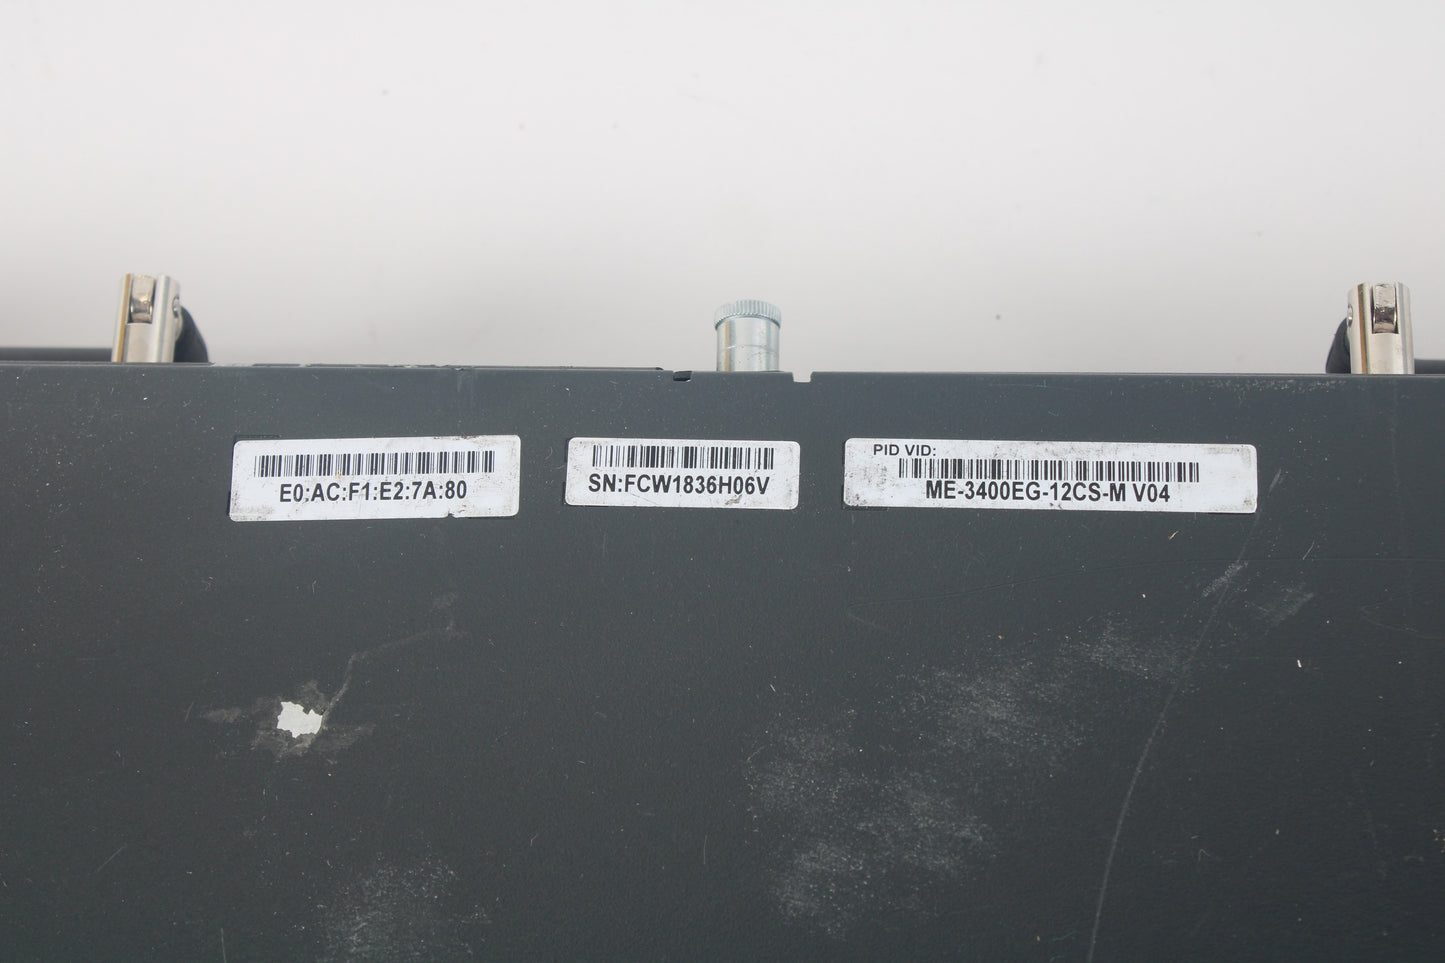 E0:AC:F1:E2:7A:80
SN:FCW1836H06V
PID VID:
ME-3400EG-12CS-M V04